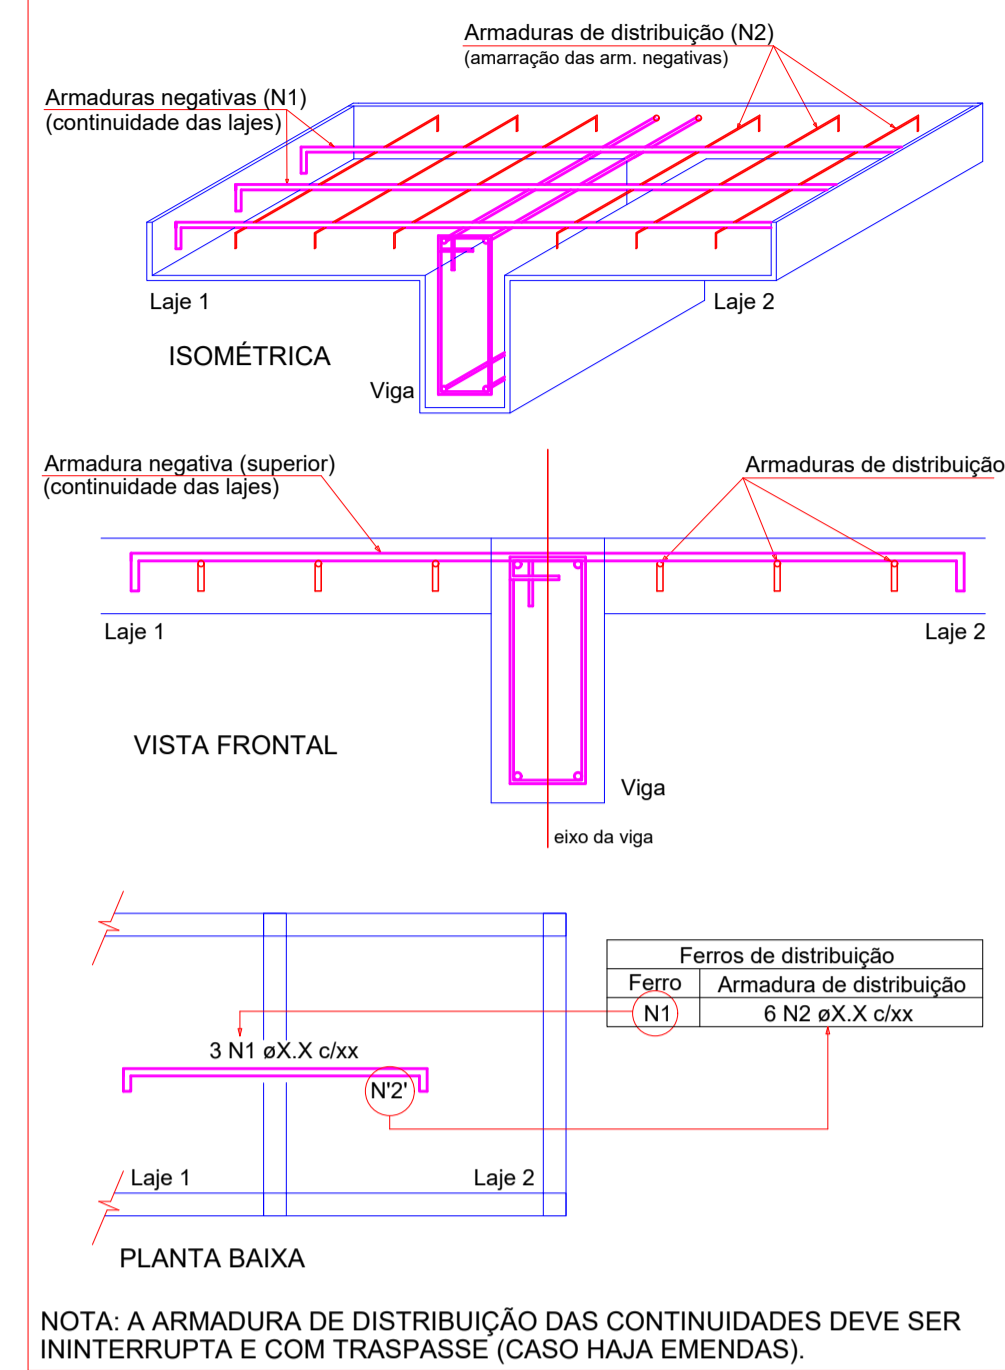 Armaduras de distribuição (N2)
(amarração das arm. negativas)
Armaduras negativas (N1)
(continuidade das lajes)
Laje 1
Laje 2
ISOMÉTRICA
Viga
Armadura negativa (superior)
(continuidade das lajes)
Armaduras de distribuição
Laje 1
Laje 2
VISTA FRONTAL
Viga
eixo da viga
Ferros de distribuição
Ferro Armadura de distribuição
N1 6 N2 øX.X c/xx
3 N1 øX.X c/xx
N'2'
Laje 1
Laje 2
PLANTA BAIXA
NOTA: A ARMADURA DE DISTRIBUIÇÃO DAS CONTINUIDADES DEVE SER
ININTERRUPTA E COM TRASPASSE (CASO HAJA EMENDAS).